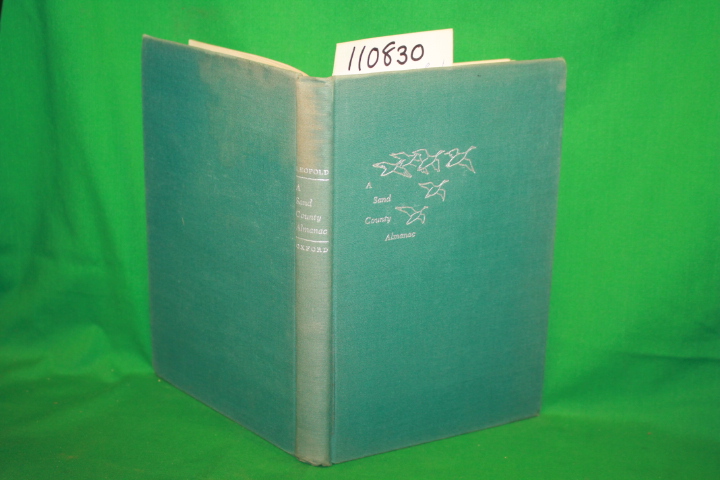 110830
LEOPOLD
A
Sand
County
Almanac
OXFORD
A
Sand
County
Almanac